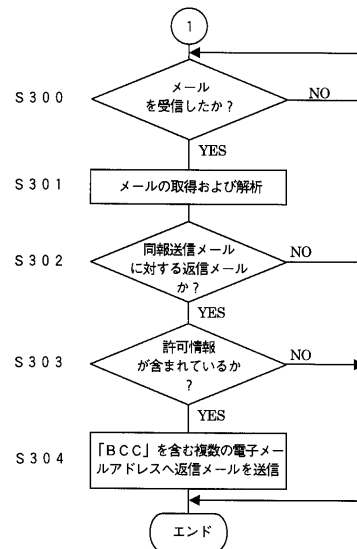 1
S300
メール
を受信したか？
NO
YES
S301
メールの取得および解析
S302
同報送信メール
に対する返信メール
か？
NO
YES
S303
許可情報
が含まれているか
？
NO
YES
S304
「BCC」を含む複数の電子メー
ルアドレスへ返信メールを送信
エンド